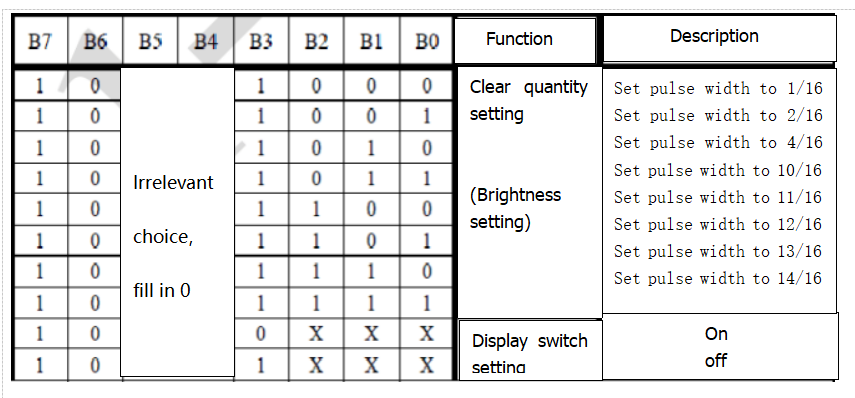 B7 B6 B5 B4 B3 B2 B1 B0 Function Description
1 0 1 0 0 0 Clear quantity Set pulse width to 1/16
1 0 1 0 0 1 setting Set pulse width to 2/16
1 0 1 0 1 0 Set pulse width to 4/16
1 0 Irrelevant 1 0 1 1 Set pulse width to 10/16
1 0 1 1 0 0 (Brightness Set pulse width to 11/16
1 0 choice, 1 1 0 1 setting) Set pulse width to 12/16
1 0 1 1 1 0 Set pulse width to 13/16
1 0 fill in 0 1 1 1 1 Set pulse width to 14/16
1 0 0 X X X Display switch On
1 0 1 X X X setting off